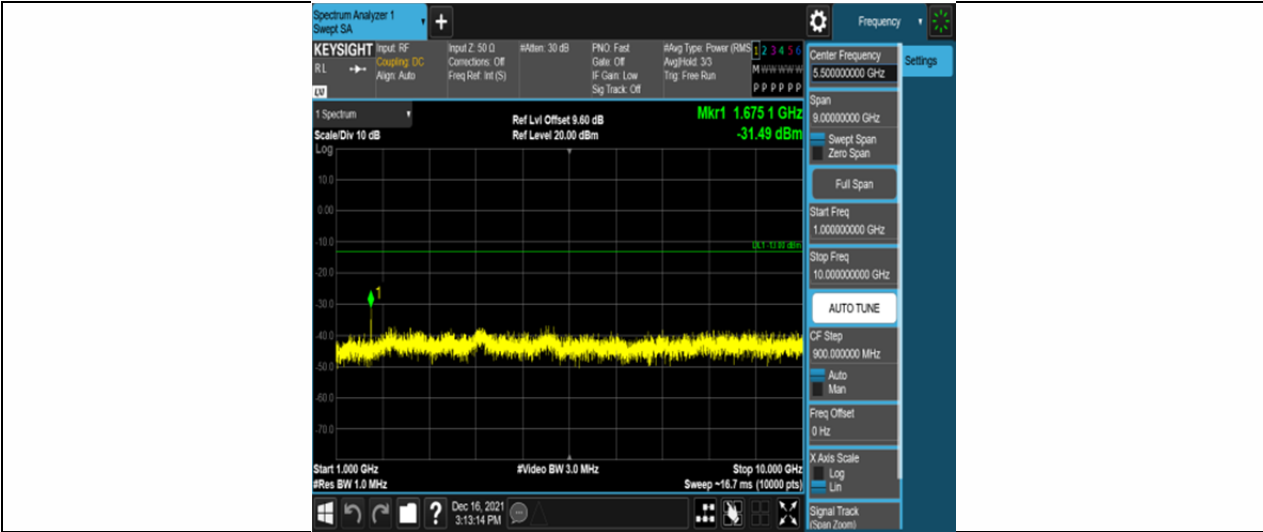 Spectrum Analyzer 1
Swept SA
+
Frequency
KEYSIGHT
RL
LV
Input: RF
Coupling: DC
Align: Auto
Input Z: 50 Ω
Corrections: Off
Freq Ref: Int (S)
#Atten: 30 dB
PNO: Fast
Gate: Off
IF Gain: Low
Sig Track: Off
#Avg Type: Power (RMS
Avg|Hold: 3/3
Trig: Free Run
1 2 3 4 5 6
M W W W W W
P P P P P P
1 Spectrum
Scale/Div 10 dB
Log
Ref Lvl Offset 9.60 dB
Ref Level 20.00 dBm
Mkr1 1.675 1 GHz
-31.49 dBm
10.0
0.00
-10.0
DL1 -13.00 dBm
-20.0
1
-30.0
-40.0
-50.0
-60.0
-70.0
Start 1.000 GHz
#Res BW 1.0 MHz
#Video BW 3.0 MHz
Stop 10.000 GHz
Sweep ~16.7 ms (10000 pts)
?
Dec 16, 2021
3:13:14 PM
Center Frequency
5.500000000 GHz
Settings
Span
9.00000000 GHz
Swept Span
Zero Span
Full Span
Start Freq
1.000000000 GHz
Stop Freq
10.000000000 GHz
AUTO TUNE
CF Step
900.000000 MHz
Auto
Man
Freq Offset
0 Hz
X Axis Scale
Log
Lin
Signal Track
(Span Zoom)